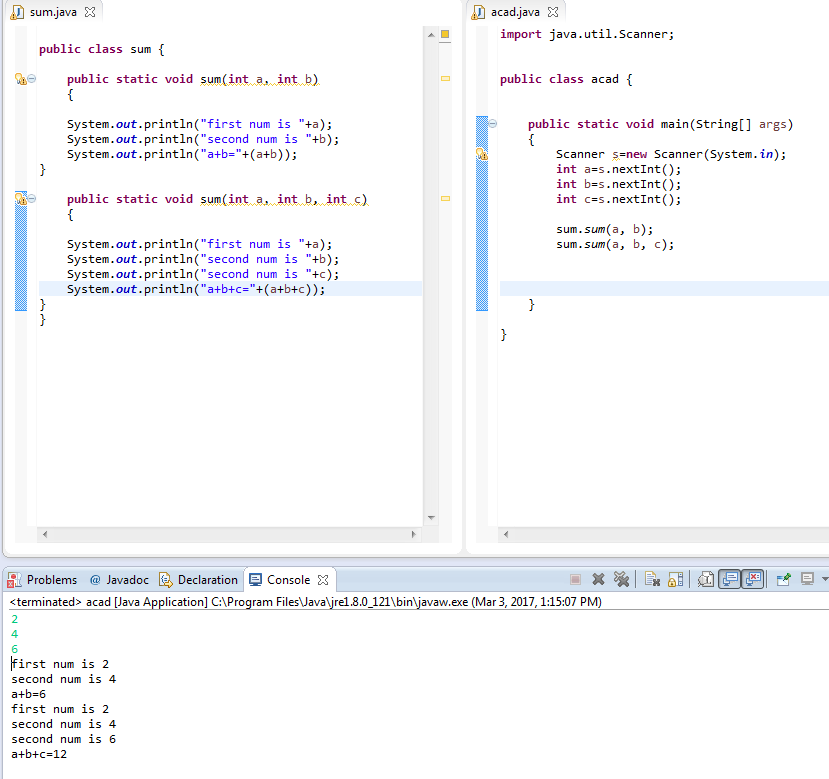 sum.java
public class sum {
public static void sum(int a, int b)
{
System.out.println("first num is "+a);
System.out.println("second num is "+b);
System.out.println("a+b="+(a+b));
}
public static void sum(int a, int b, int c)
{
System.out.println("first num is "+a);
System.out.println("second num is "+b);
System.out.println("second num is "+c);
System.out.println("a+b+c="+(a+b+c));
}
}
acad.java
import java.util.Scanner;
public class acad {
public static void main(String[] args)
{
Scanner s=new Scanner(System.in);
int a=s.nextInt();
int b=s.nextInt();
int c=s.nextInt();
sum.sum(a, b);
sum.sum(a, b, c);
}
}
Problems @ Javadoc Declaration Console
<terminated> acad [Java Application] C:\Program Files\Java\jre1.8.0_121\bin\javaw.exe (Mar 3, 2017, 1:15:07 PM)
2
4
6
first num is 2
second num is 4
a+b=6
first num is 2
second num is 4
second num is 6
a+b+c=12